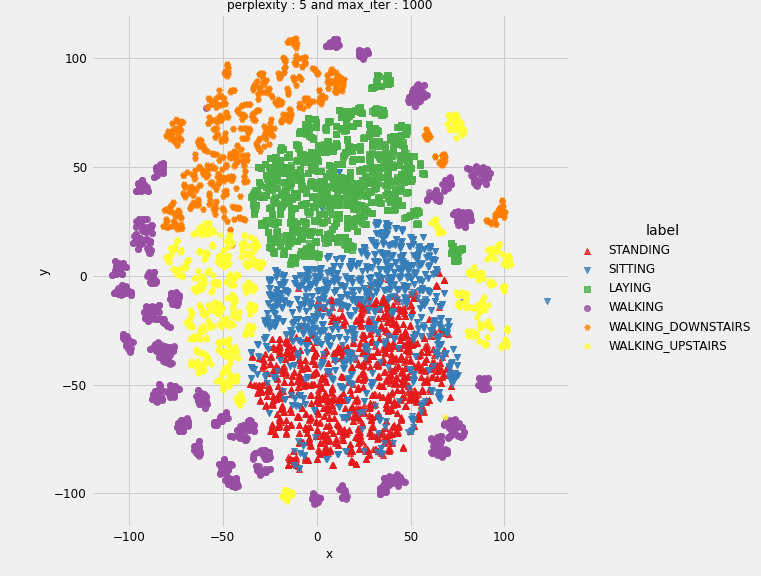 perplexity : 5 and max_iter : 1000
100
50
0
−50
−100
y
−100
−50
0
50
100
x
label
STANDING
SITTING
LAYING
WALKING
WALKING_DOWNSTAIRS
WALKING_UPSTAIRS